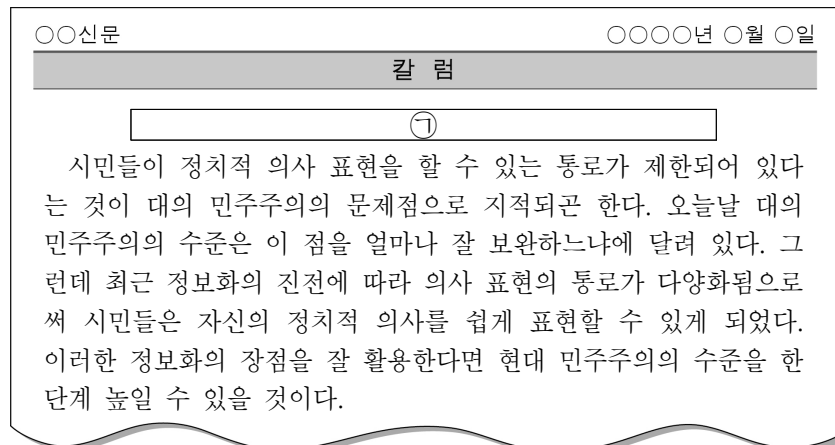 ○○신문 ○○○○년 ○월 ○일
칼 럼
㉠
시민들이 정치적 의사 표현을 할 수 있는 통로가 제한되어 있다
는 것이 대의 민주주의의 문제점으로 지적되곤 한다. 오늘날 대의
민주주의의 수준은 이 점을 얼마나 잘 보완하느냐에 달려 있다. 그
런데 최근 정보화의 진전에 따라 의사 표현의 통로가 다양화됨으로
써 시민들은 자신의 정치적 의사를 쉽게 표현할 수 있게 되었다.
이러한 정보화의 장점을 잘 활용한다면 현대 민주주의의 수준을 한
단계 높일 수 있을 것이다.